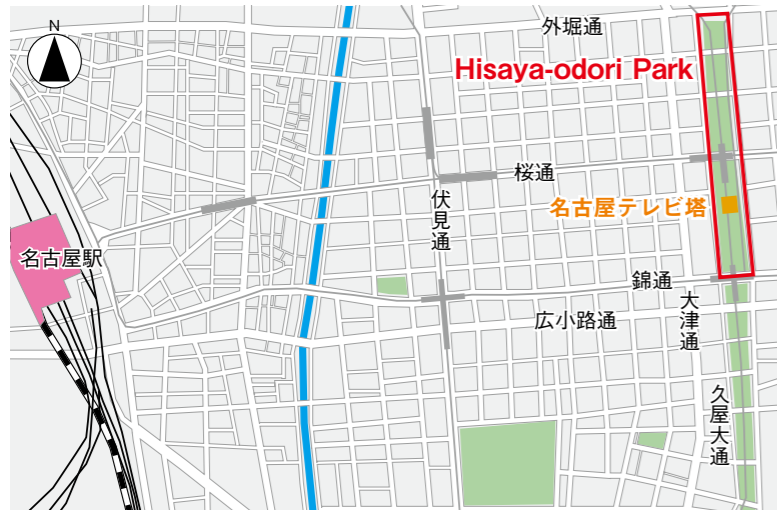 N
外堀通
Hisaya-odori Park
桜通
伏見通
名古屋テレビ塔
名古屋駅
錦通
大津通
広小路通
久屋大通